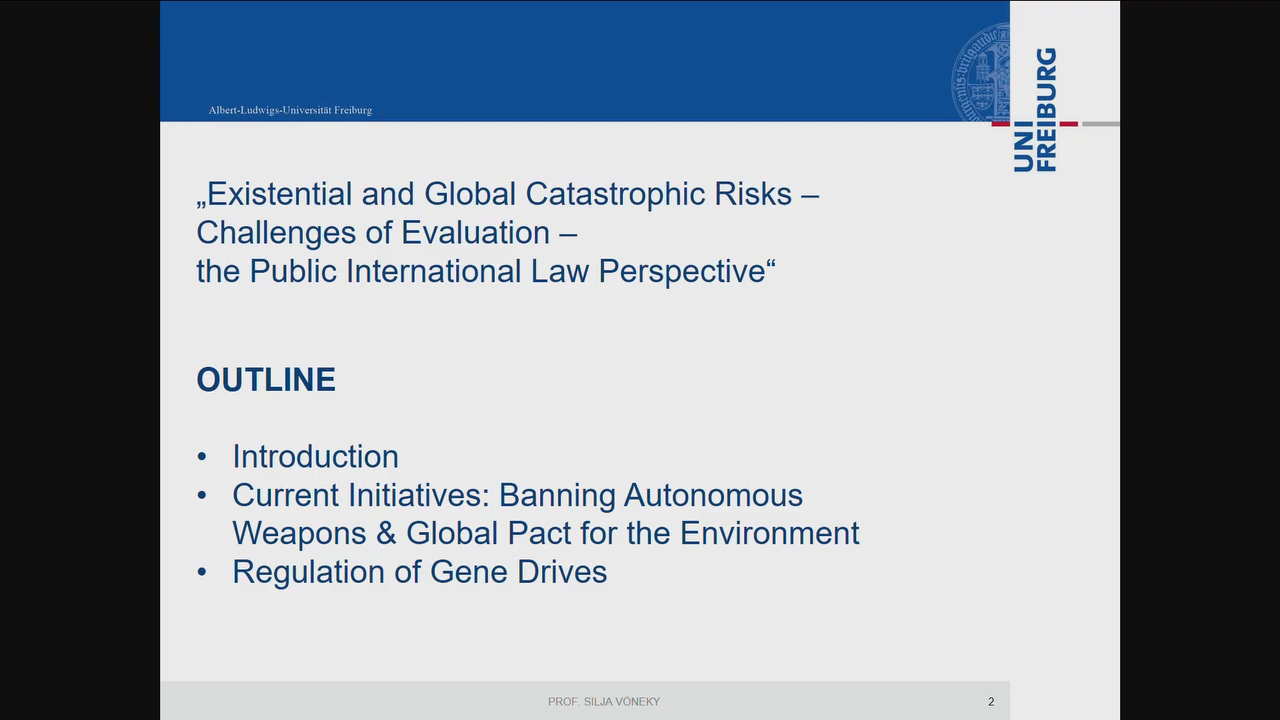 Albert-Ludwigs-Universität Freiburg
UNI
FREIBURG
„Existential and Global Catastrophic Risks –
Challenges of Evaluation –
the Public International Law Perspective“
OUTLINE
• Introduction
• Current Initiatives: Banning Autonomous
Weapons & Global Pact for the Environment
• Regulation of Gene Drives
PROF. SILJA VÖNEKY
2